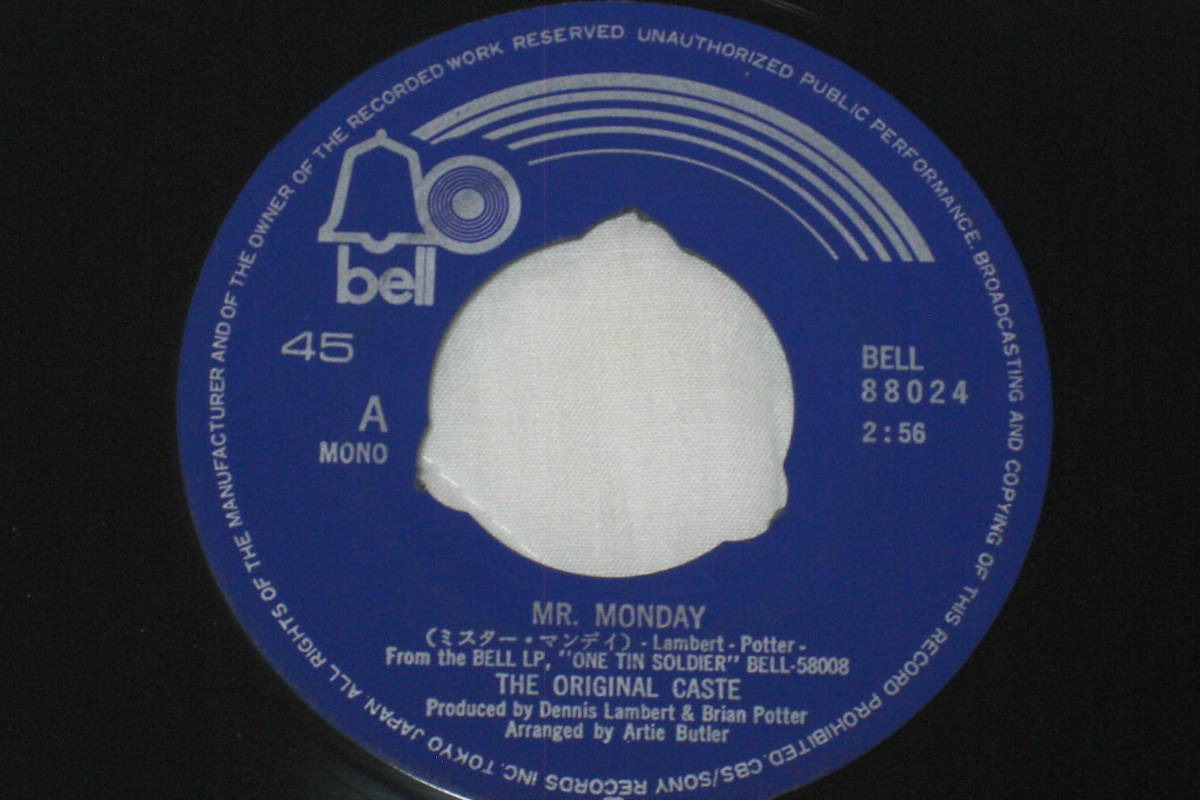 ALL RIGHTS OF THE MANUFACTURER AND OF THE OWNER OF THE RECORDED WORK RESERVED UNAUTHORIZED PUBLIC PERFORMANCE. BROADCASTING AND COPYING OF THIS RECORD PROHIBITED. CBS/SONY RECORDS INC. TOKYO JAPAN.
bell
45
A
MONO
BELL
88024
2:56
MR. MONDAY
(ミスター・マンデイ) - Lambert - Potter -
From the BELL LP, "ONE TIN SOLDIER" BELL-58008
THE ORIGINAL CASTE
Produced by Dennis Lambert & Brian Potter
Arranged by Artie Butler